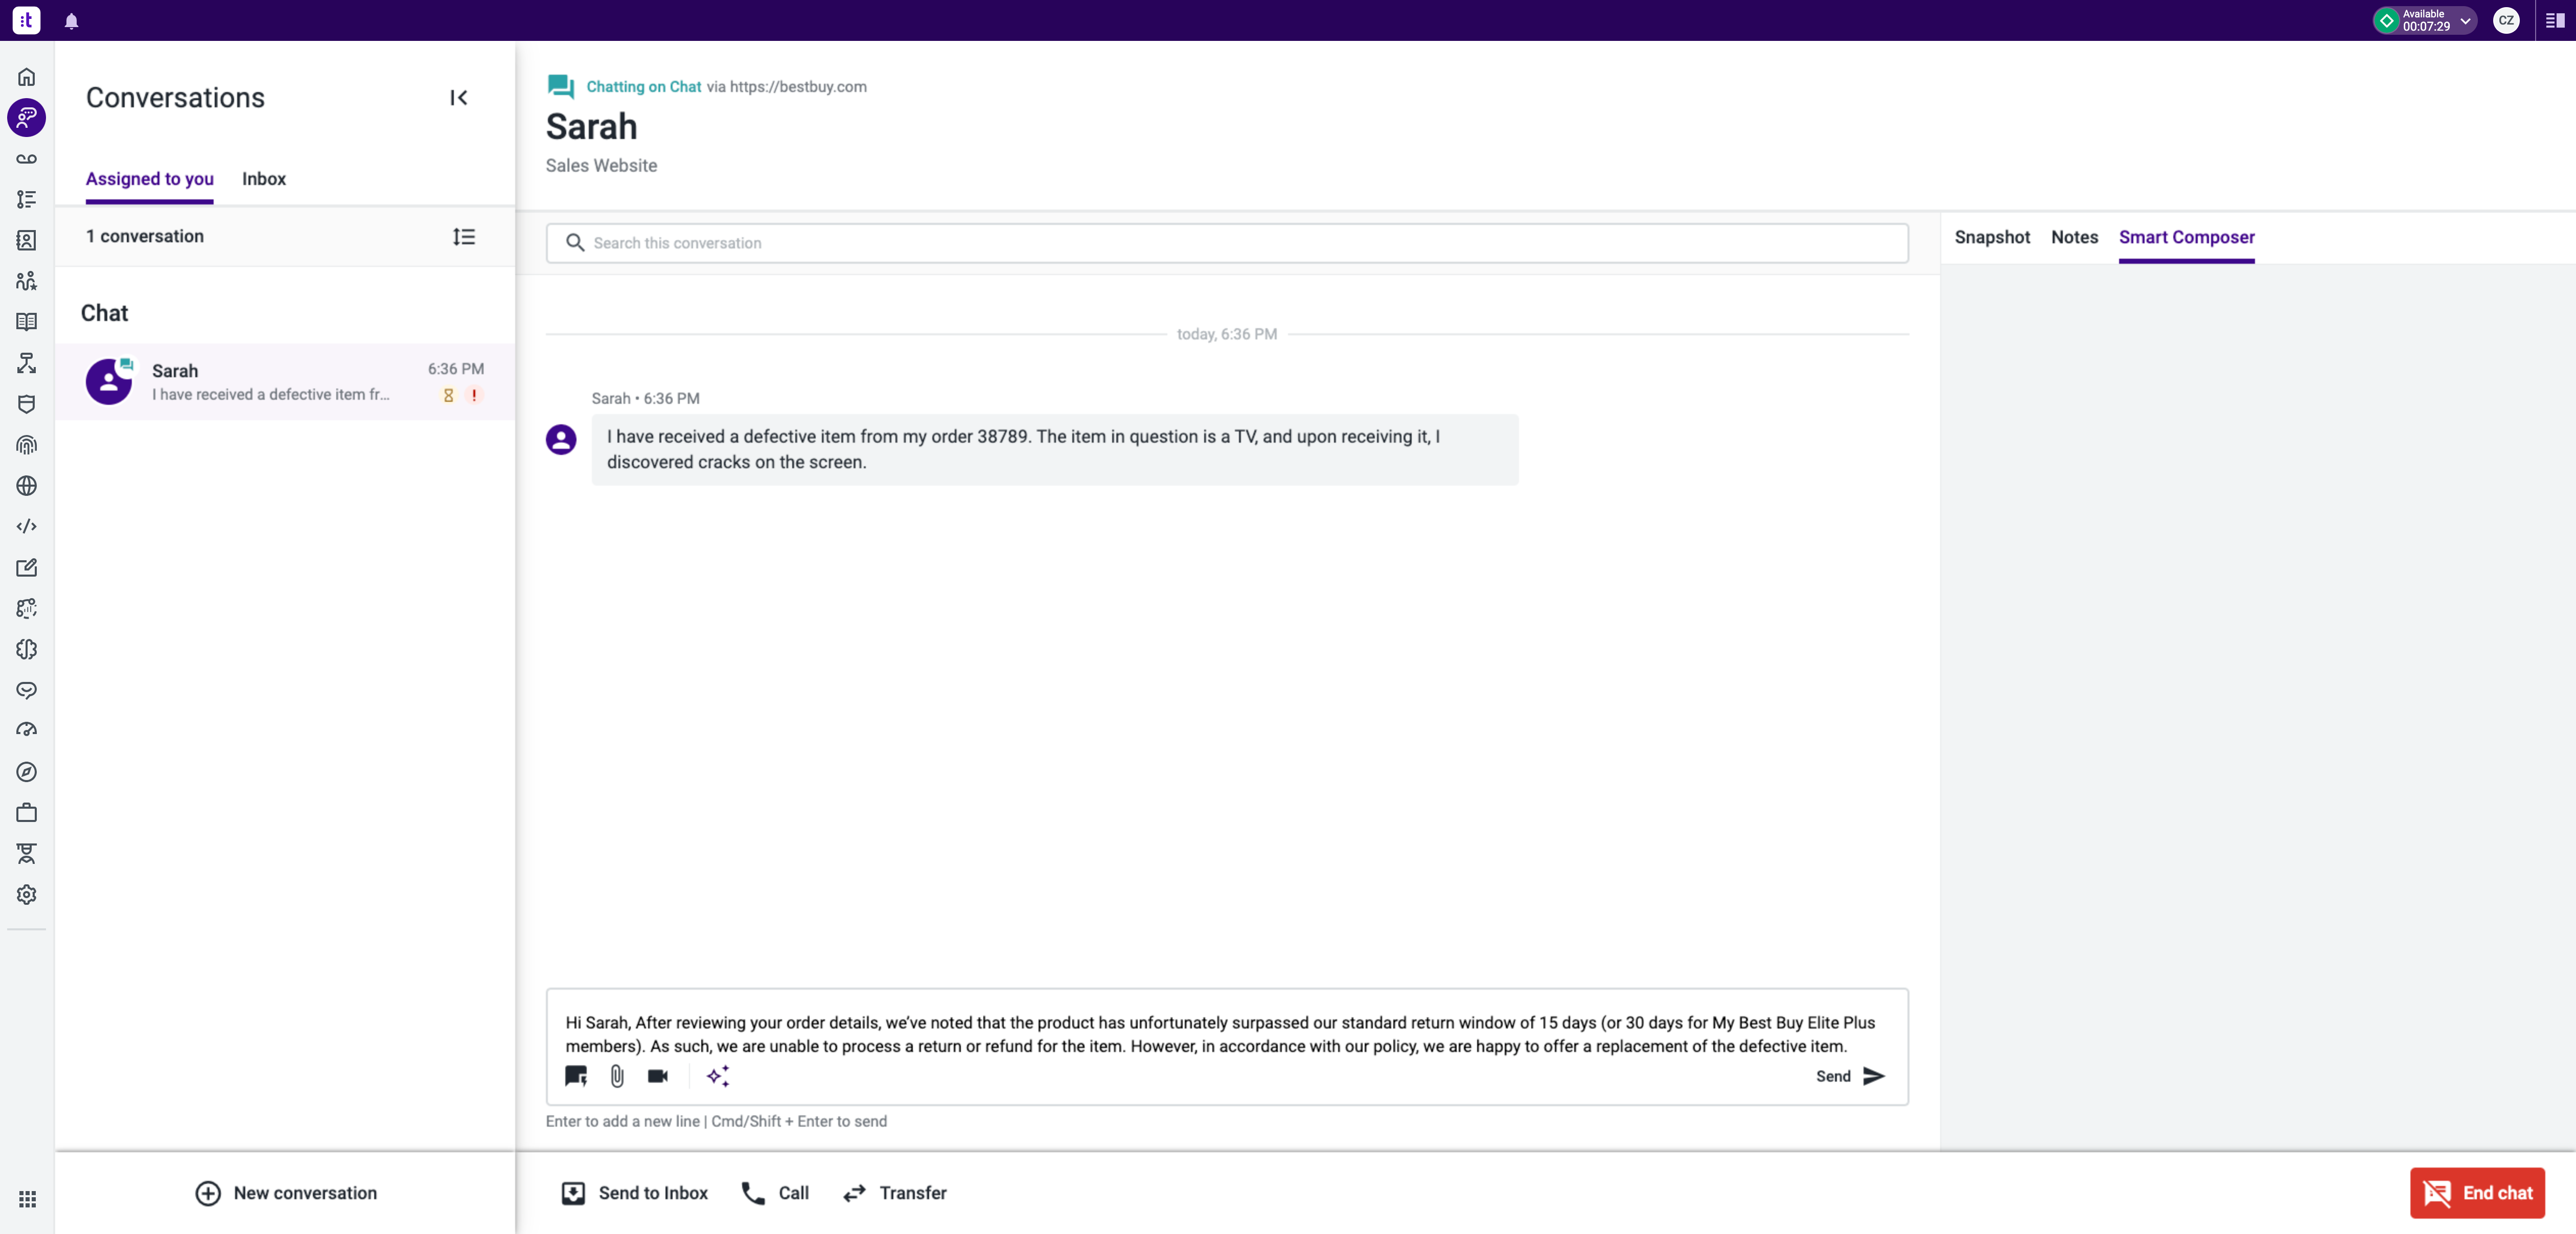 :t
Available
00:07:29
CZ
Conversations
Assigned to you
Inbox
1 conversation
Chat
Sarah
6:36 PM
I have received a defective item fr...
!
New conversation
Chatting on Chat via https://bestbuy.com
Sarah
Sales Website
Search this conversation
today, 6:36 PM
Sarah • 6:36 PM
I have received a defective item from my order 38789. The item in question is a TV, and upon receiving it, I
discovered cracks on the screen.
Hi Sarah, After reviewing your order details, we’ve noted that the product has unfortunately surpassed our standard return window of 15 days (or 30 days for My Best Buy Elite Plus
members). As such, we are unable to process a return or refund for the item. However, in accordance with our policy, we are happy to offer a replacement of the defective item.
Send
Enter to add a new line | Cmd/Shift + Enter to send
Send to Inbox
Call
Transfer
End chat
Snapshot
Notes
Smart Composer